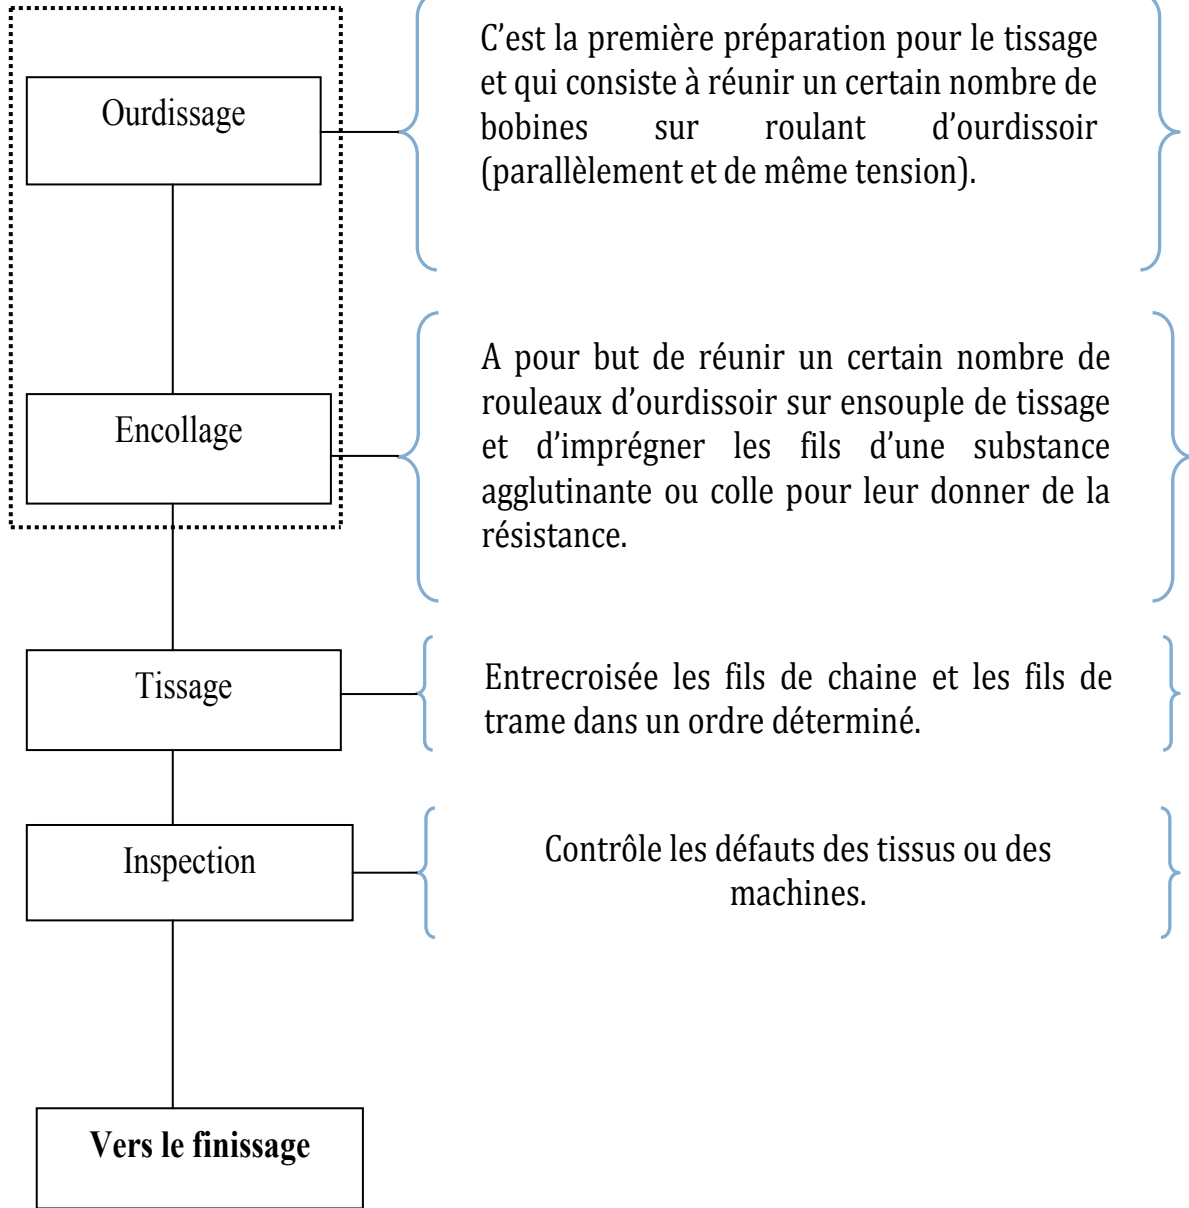 Ourdissage
C’est la première préparation pour le tissage
et qui consiste à réunir un certain nombre de
bobines sur roulant d’ourdissoir
(parallèlement et de même tension).
Encollage
A pour but de réunir un certain nombre de
rouleaux d’ourdissoir sur ensouple de tissage
et d’imprégner les fils d’une substance
agglutinante ou colle pour leur donner de la
résistance.
Tissage
Entrecroisée les fils de chaine et les fils de
trame dans un ordre déterminé.
Inspection
Contrôle les défauts des tissus ou des
machines.
Vers le finissage